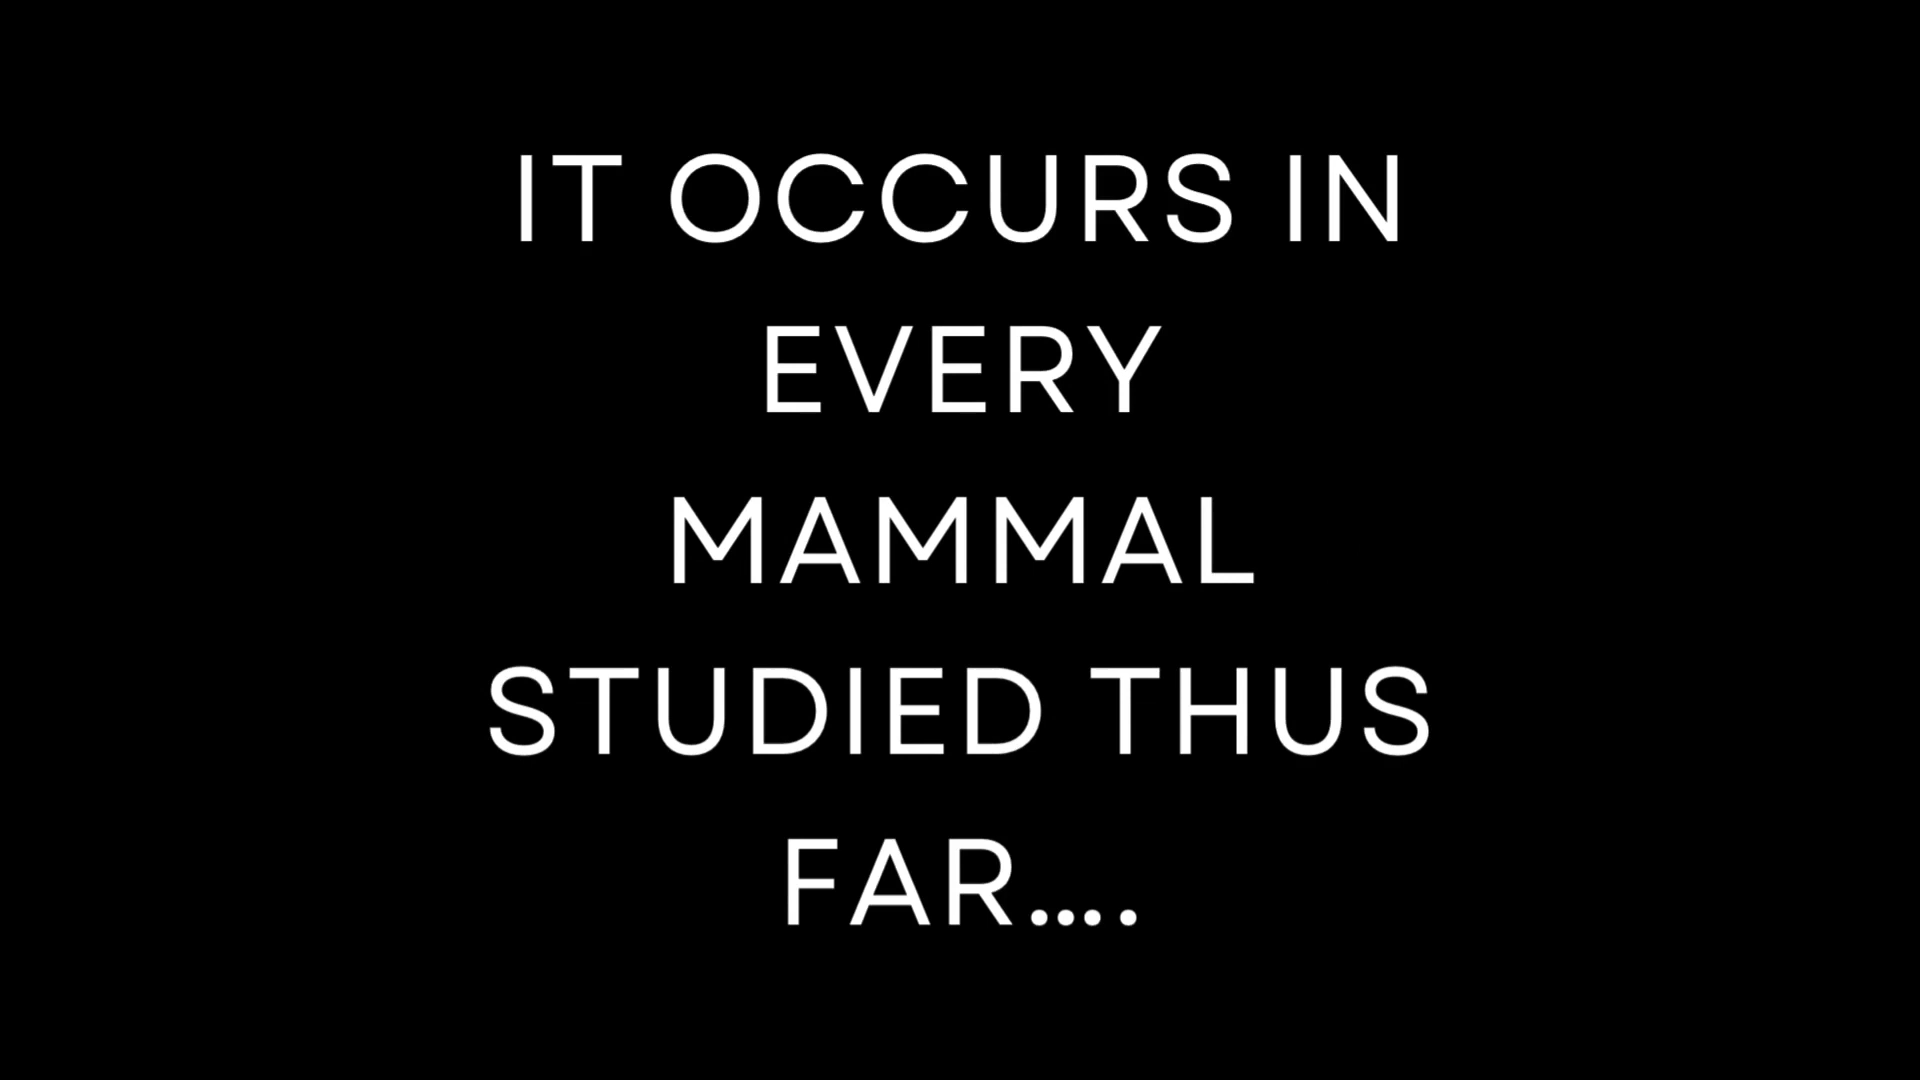 IT OCCURS IN
EVERY
MAMMAL
STUDIED THUS
FAR….